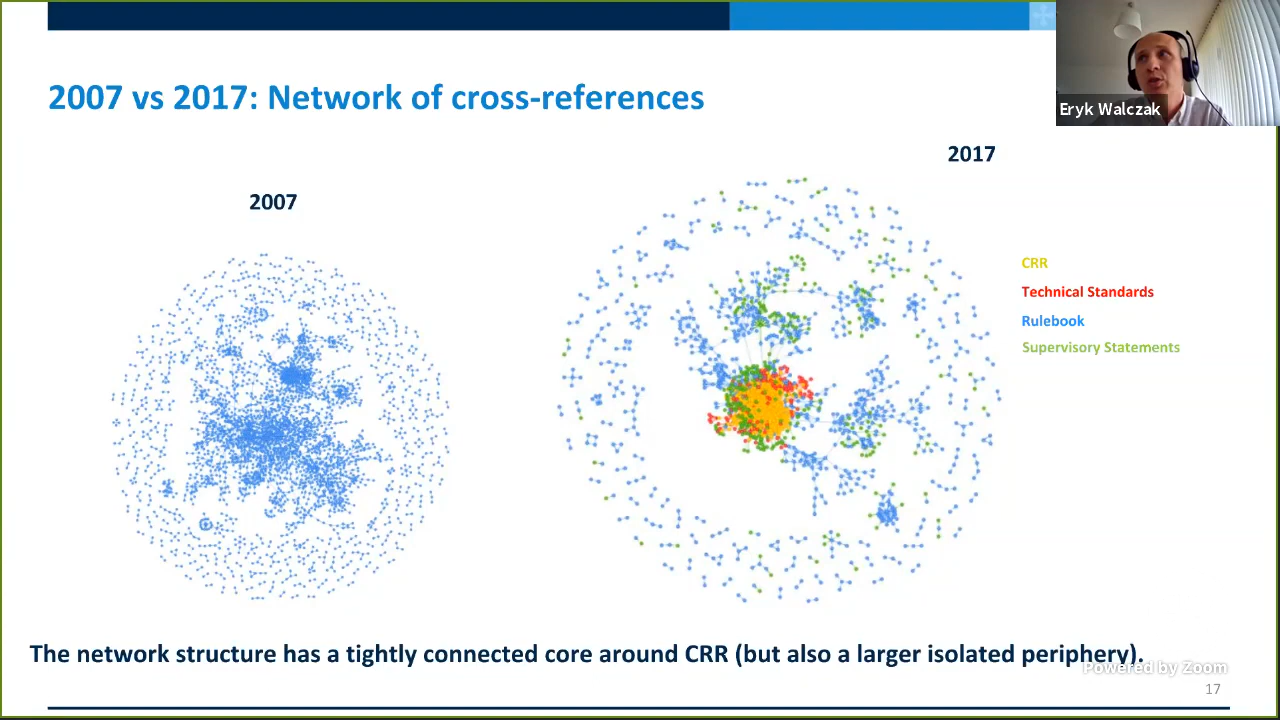 Eryk Walczak
2007 vs 2017: Network of cross-references
2017
2007
CRR
Technical Standards
Rulebook
Supervisory Statements
The network structure has a tightly connected core around CRR (but also a larger isolated periphery).
Powered by Zoom
17